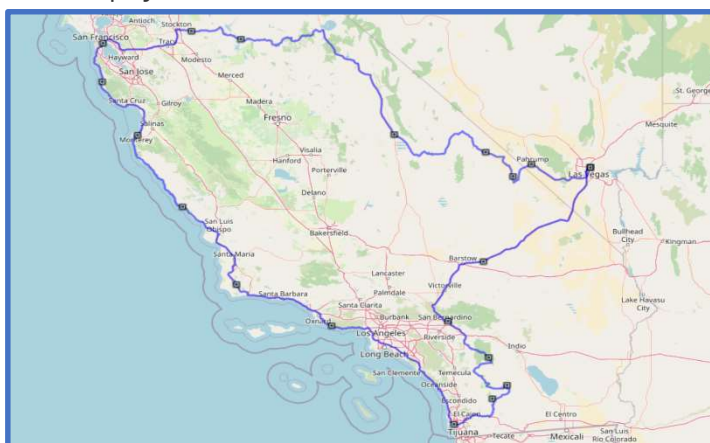 Antioch
Stockton
San Francisco
Tracy
Hayward
Modesto
San Jose
Merced
Santa Cruz
Gilroy
Madera
Salinas
Fresno
Monterey
Visalia
Hanford
Porterville
Delano
San Luis
Obispo
Bakersfield
Santa Maria
Santa Barbara
Lancaster
Palmdale
Victorville
Barstow
Santa Clarita
Oxnard
Burbank
San Bernardino
Los Angeles
Riverside
Long Beach
Indio
San Clemente
Temecula
Oceanside
Escondido
El Cajon
El Centro
Tijuana
Tecate
Mexicali
San Luis
Río Colorado
St. George
Mesquite
Pahrump
Las Vegas
Bullhead
City
Kingman
Lake Havasu
City